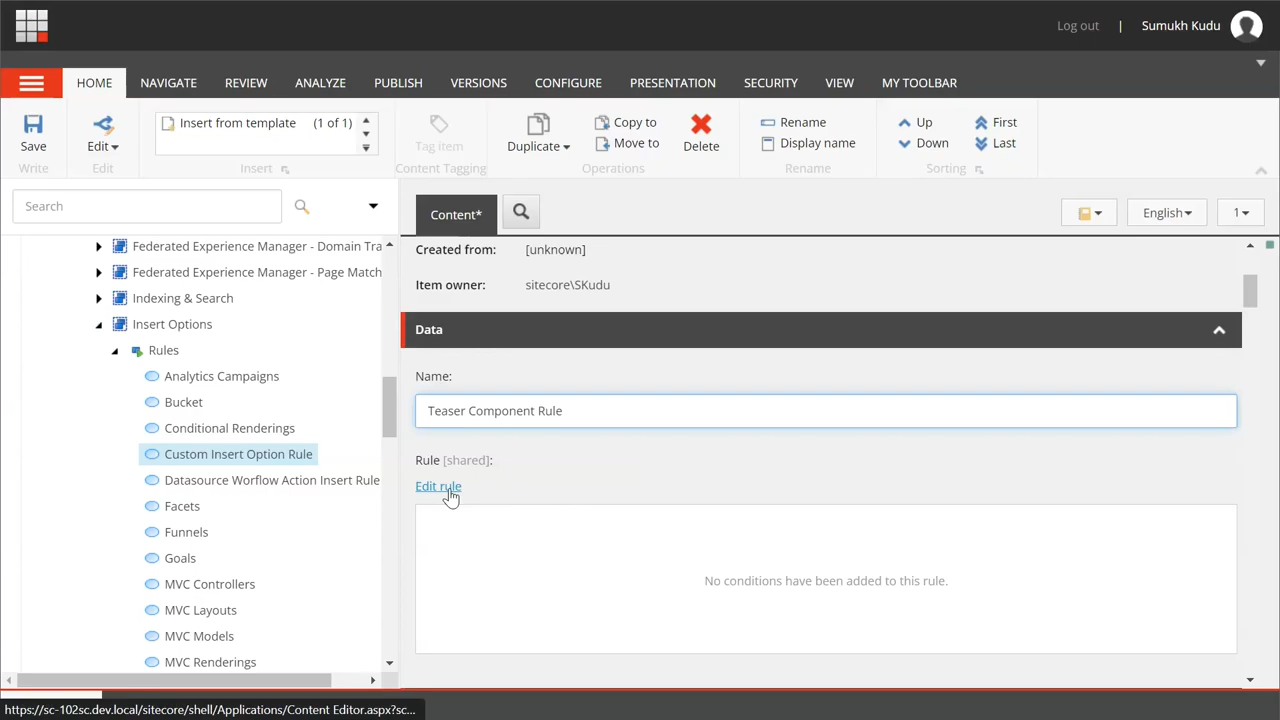 Log out | Sumukh Kudu
HOME NAVIGATE REVIEW ANALYZE PUBLISH VERSIONS CONFIGURE PRESENTATION SECURITY VIEW MY TOOLBAR
Save
Write
Edit
Edit
Insert from template (1 of 1)
Insert
Tag item
Content Tagging
Duplicate
Copy to
Move to
Delete
Operations
Rename
Display name
Rename
Up
Down
First
Last
Sorting
Search
Federated Experience Manager - Domain Tra
Federated Experience Manager - Page Match
Indexing & Search
Insert Options
Rules
Analytics Campaigns
Bucket
Conditional Renderings
Custom Insert Option Rule
Datasource Worflow Action Insert Rule
Facets
Funnels
Goals
MVC Controllers
MVC Layouts
MVC Models
MVC Renderings
Content*
English
1
Created from: [unknown]
Item owner: sitecore\SKudu
Data
Name:
Teaser Component Rule
Rule [shared]:
Edit rule
No conditions have been added to this rule.
https://sc-102sc.dev.local/sitecore/shell/Applications/Content Editor.aspx?sc...